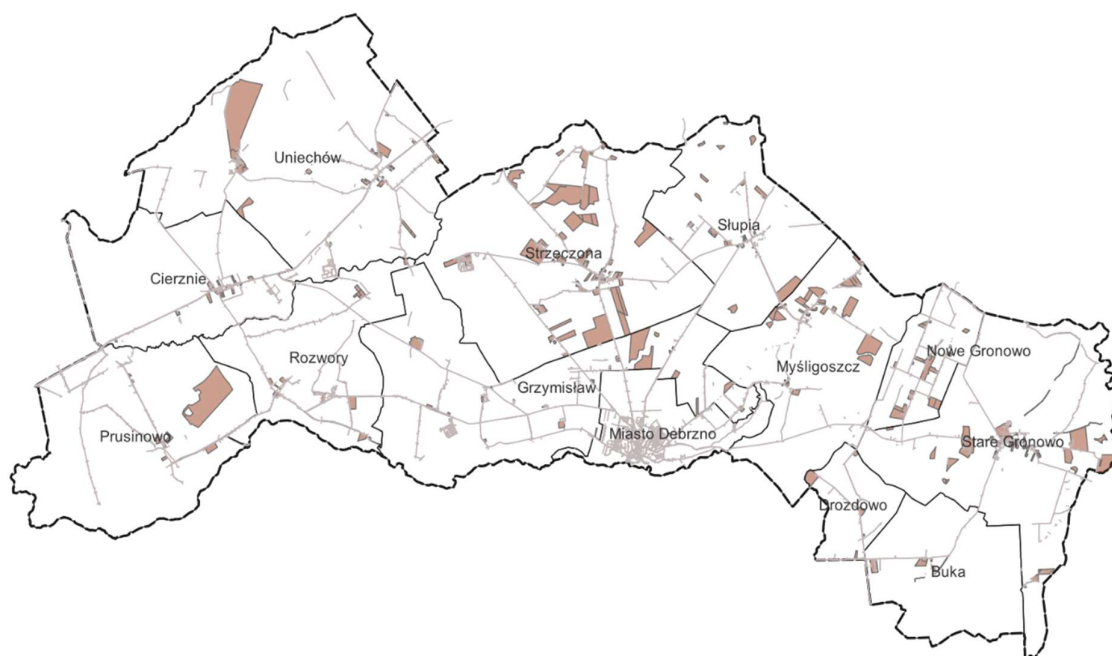 Uniechów
Słupia
Strzeczona
Cierznie
Nowe Gronowo
Rozwory
Myśligoszcz
Grzymisław
Miasto Debrzno
Prusinowo
Stare Gronowo
Drozdowo
Buka